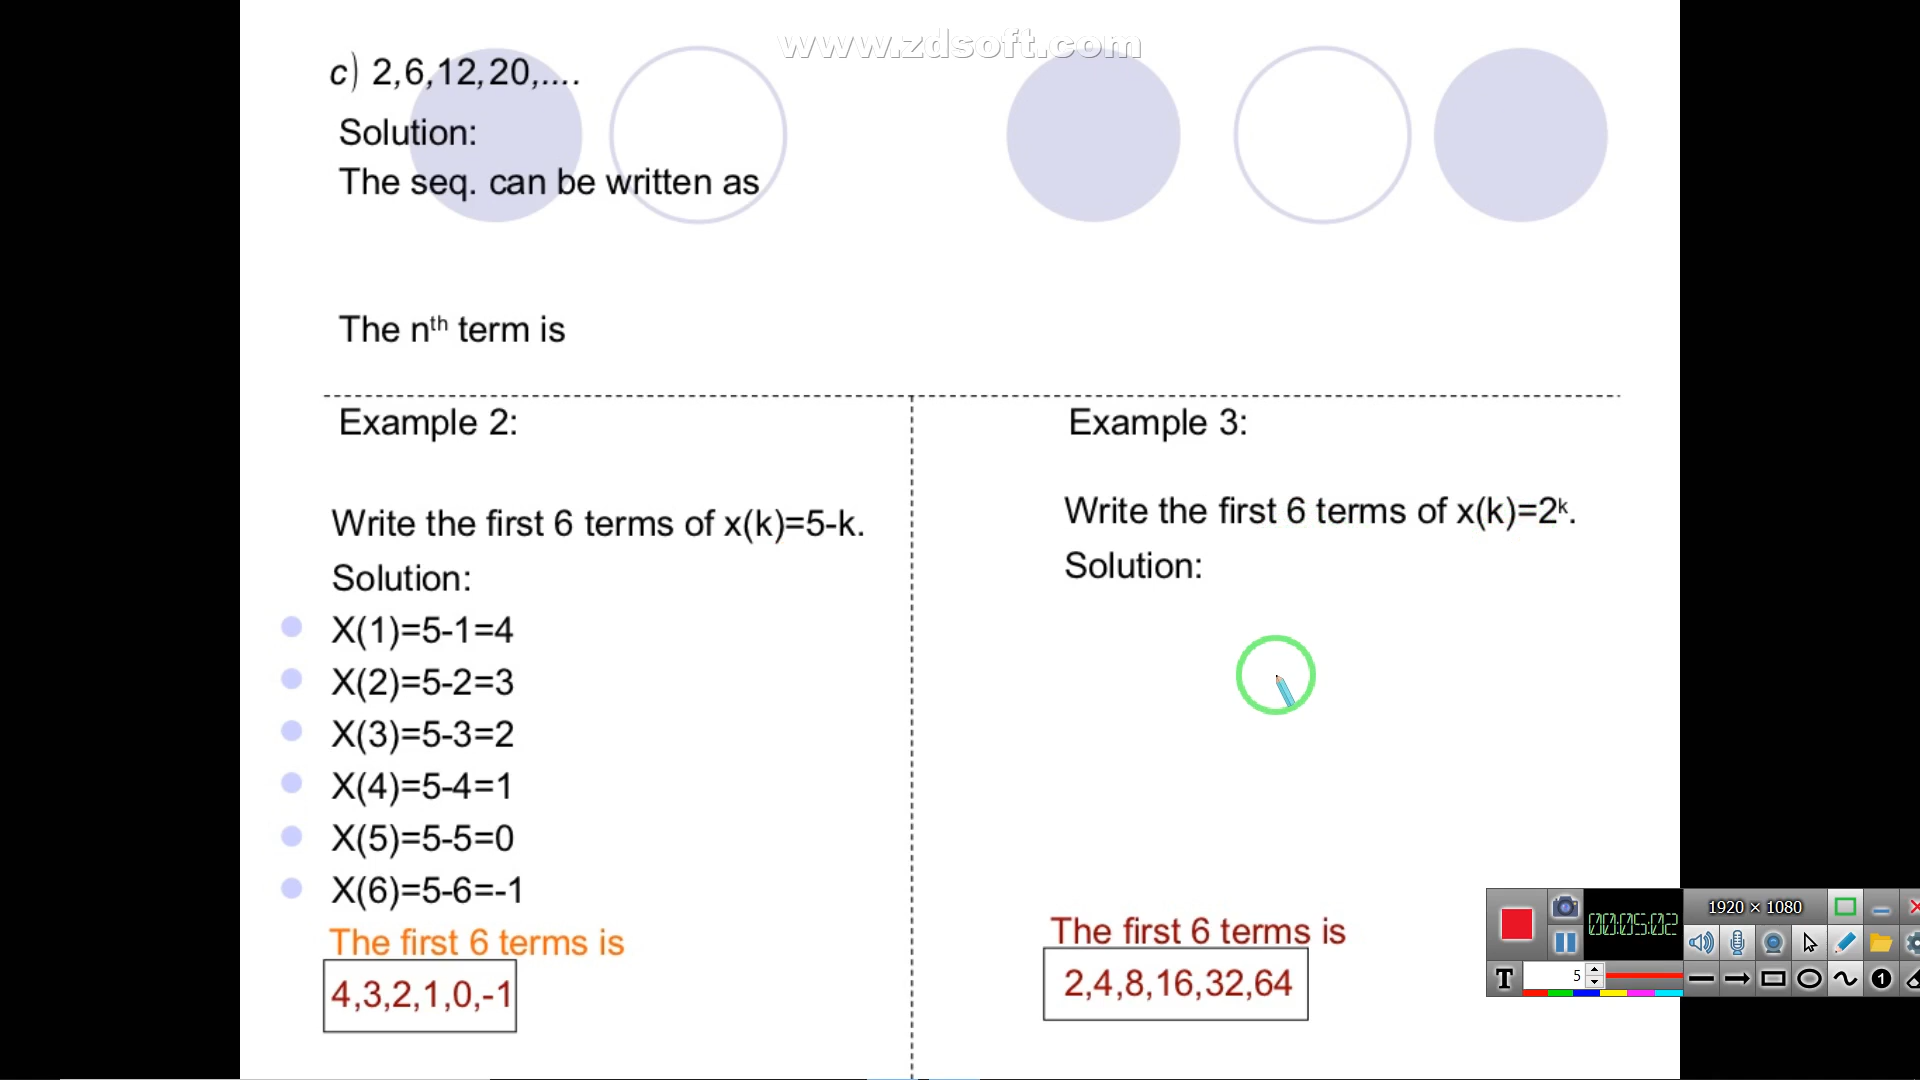 www.zdsoft.com
c) 2,6,12,20,....
Solution:
The seq. can be written as
The nth term is
Example 2:
Write the first 6 terms of x(k)=5-k.
Solution:
X(1)=5-1=4
X(2)=5-2=3
X(3)=5-3=2
X(4)=5-4=1
X(5)=5-5=0
X(6)=5-6=-1
The first 6 terms is
4,3,2,1,0,-1
Example 3:
Write the first 6 terms of x(k)=2ᵏ.
Solution:
The first 6 terms is
2,4,8,16,32,64
00:05:02
1920 × 1080
T
5
1